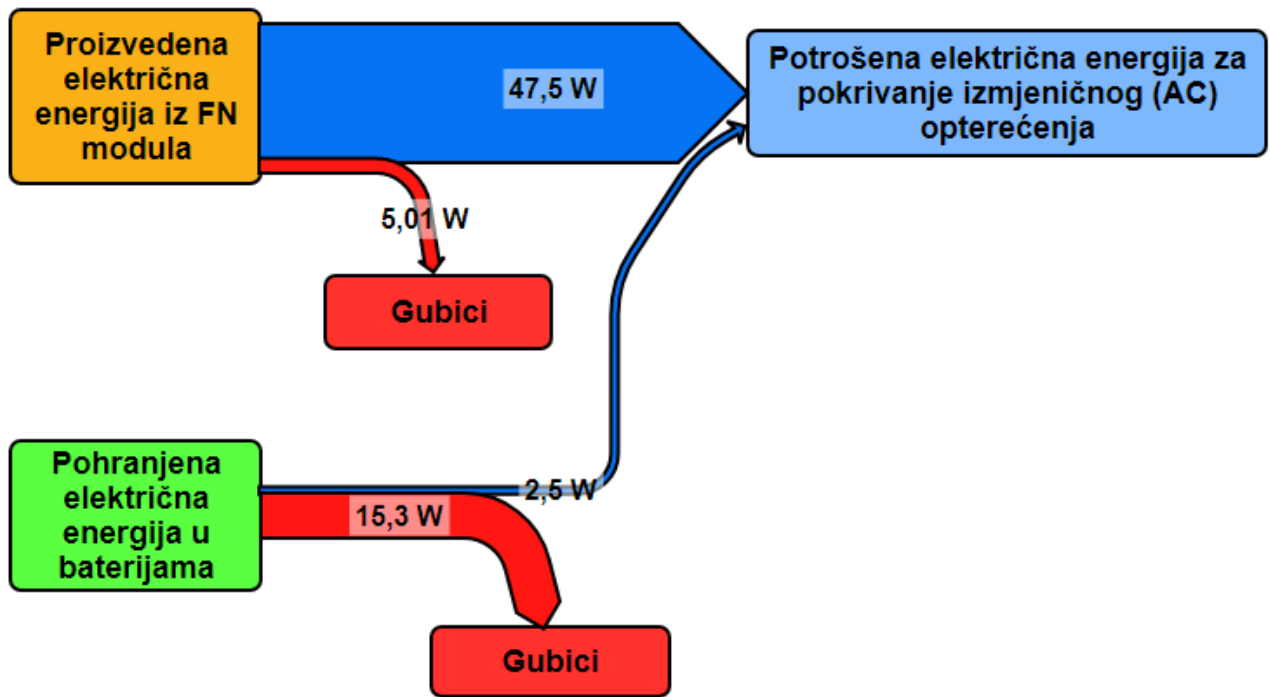 Proizvedena
električna
energija iz FN
modula
47,5 W
Potrošena električna energija za
pokrivanje izmjeničnog (AC)
opterećenja
5,01 W
Gubici
Pohranjena
električna
energija u
baterijama
2,5 W
15,3 W
Gubici